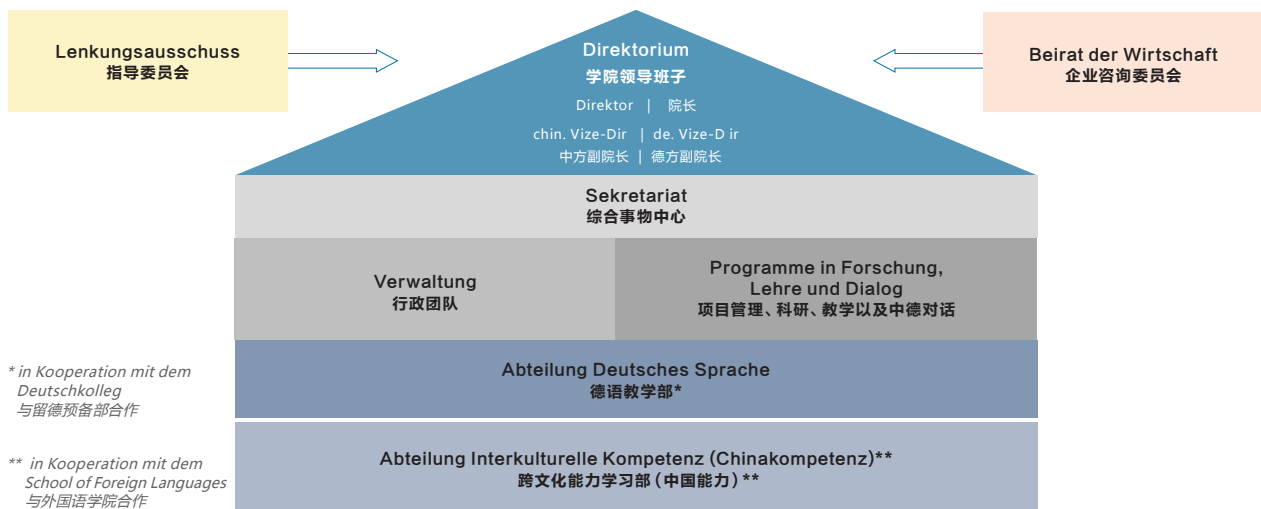 Lenkungsausschuss
指导委员会
Direktorium
学院领导班子
Direktor | 院长
chin. Vize-Dir | de. Vize-D ir
中方副院长 | 德方副院长
Beirat der Wirtschaft
企业咨询委员会
Sekretariat
综合事物中心
Verwaltung
行政团队
Programme in Forschung,
Lehre und Dialog
项目管理、科研、教学以及中德对话
Abteilung Deutsches Sprache
德语教学部*
* in Kooperation mit dem
Deutschkolleg
与留德预备部合作
Abteilung Interkulturelle Kompetenz (Chinakompetenz)**
跨文化能力学习部（中国能力）**
** in Kooperation mit dem
School of Foreign Languages
与外国语学院合作